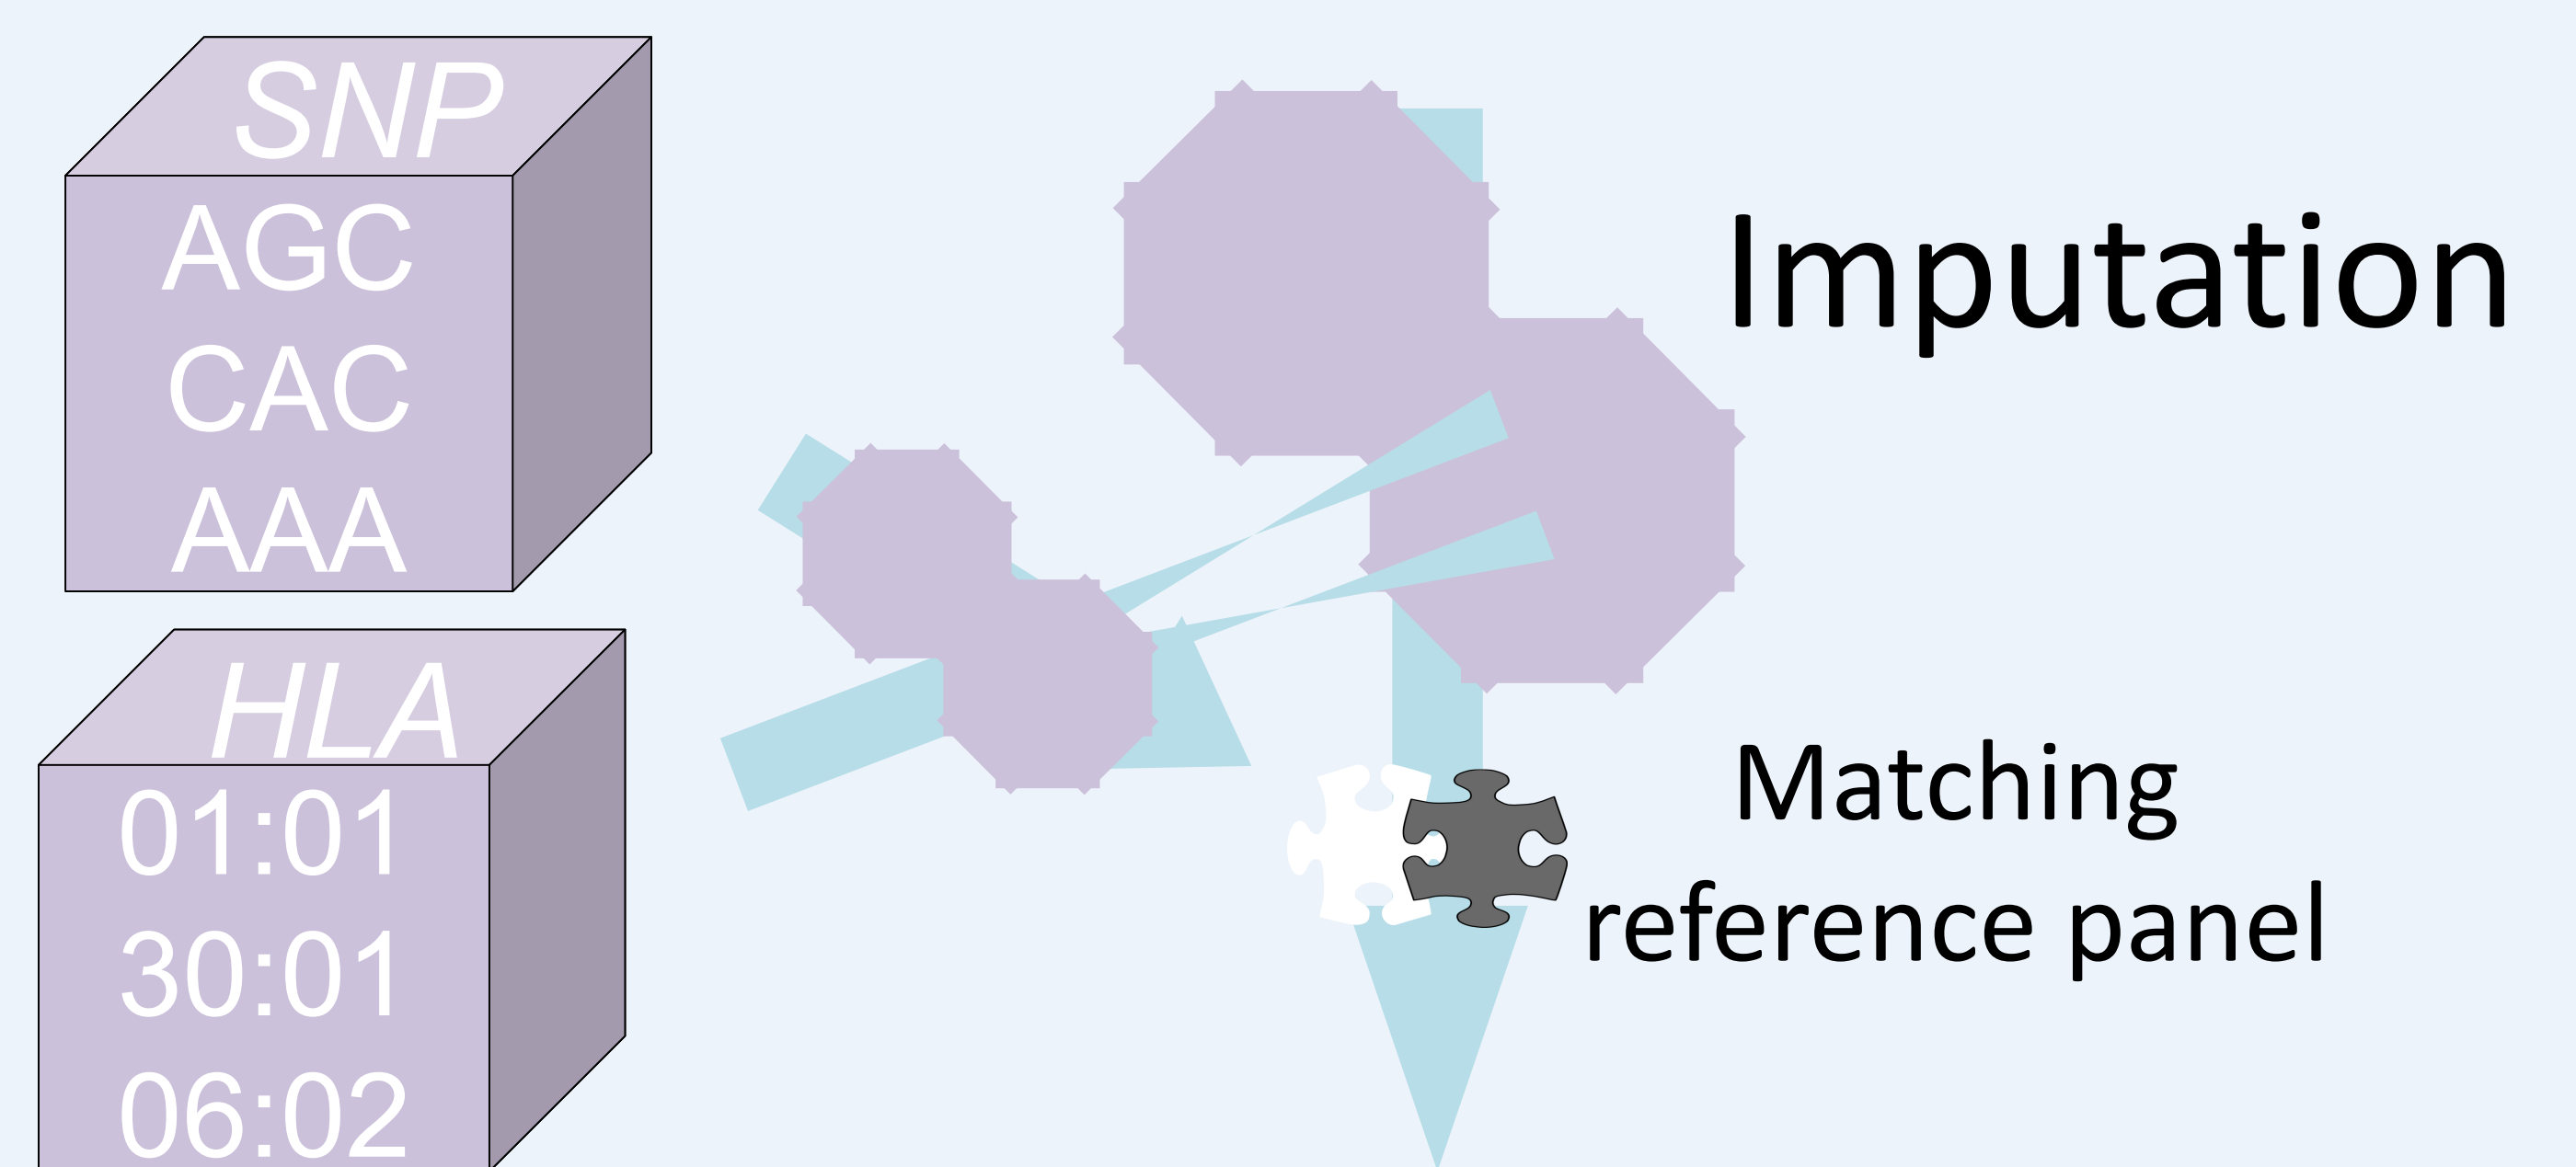 SNP
AGC
CAC
AAA
HLA
01:01
30:01
06:02
Imputation
Matching
reference panel